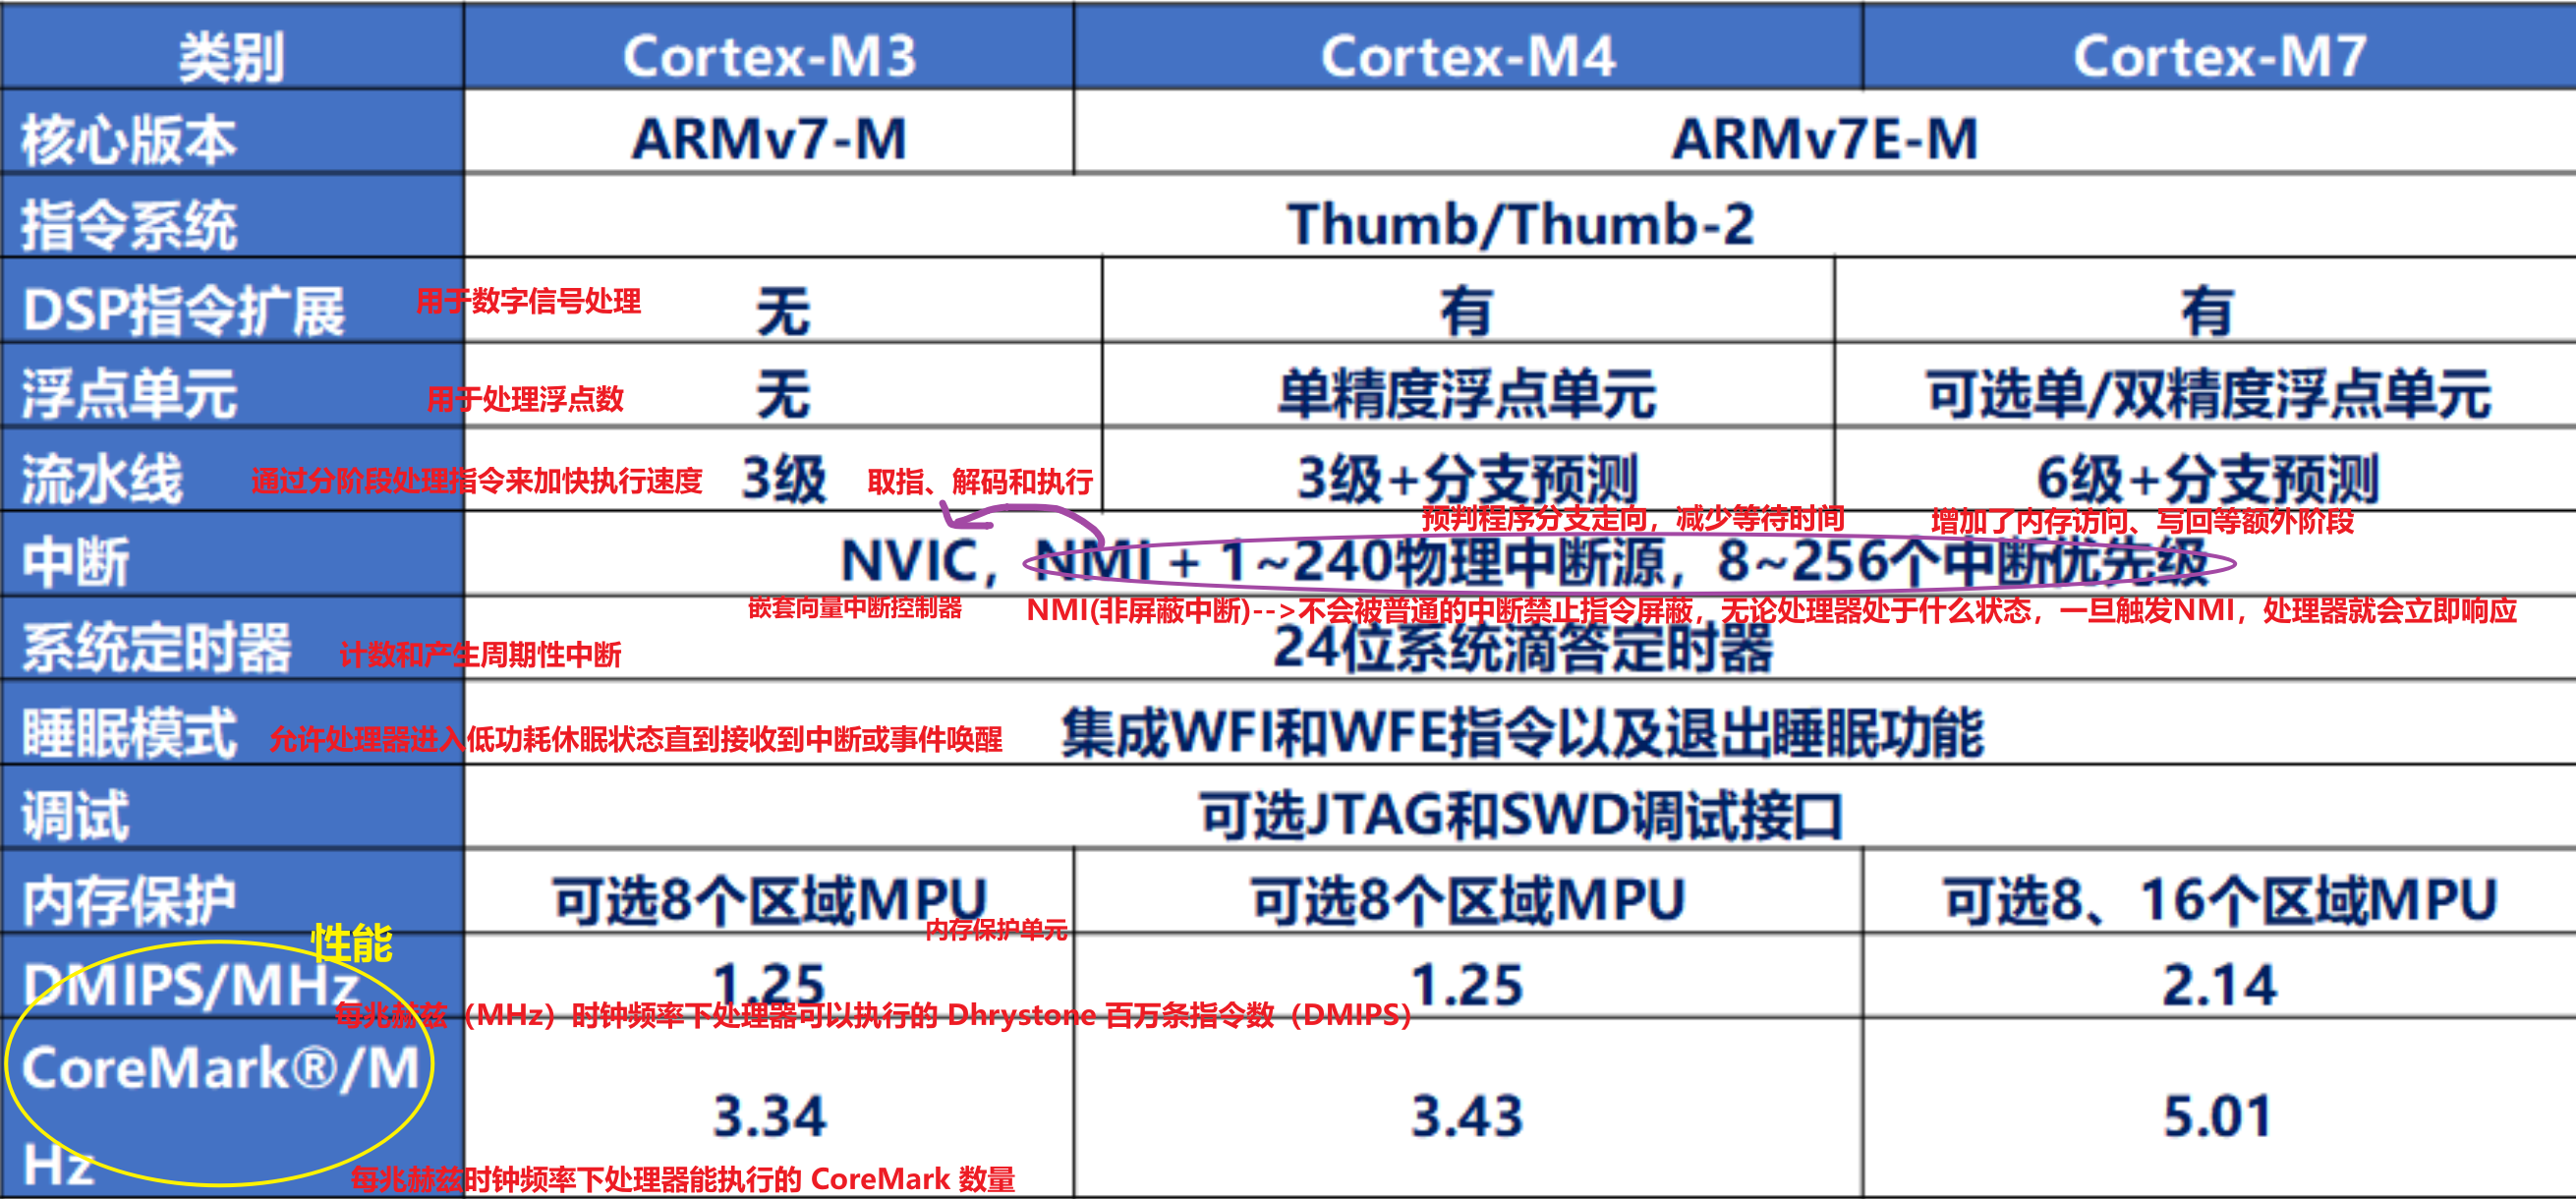 类别 Cortex-M3 Cortex-M4 Cortex-M7
核心版本 ARMv7-M ARMv7E-M
指令系统 Thumb/Thumb-2
DSP指令扩展 用于数字信号处理 无 有 有
浮点单元 用于处理浮点数 无 单精度浮点单元 可选单/双精度浮点单元
流水线 通过分阶段处理指令来加快执行速度 3级 取指、解码和执行 3级+分支预测 6级+分支预测
预判程序分支走向，减少等待时间 增加了内存访问、写回等额外阶段
中断 NVIC，NMI + 1~240物理中断源，8~256个中断优先级
嵌套向量中断控制器 NMI(非屏蔽中断)-->不会被普通的中断禁止指令屏蔽，无论处理器处于什么状态，一旦触发NMI，处理器就会立即响应
系统定时器 计数和产生周期性中断 24位系统滴答定时器
睡眠模式 允许处理器进入低功耗休眠状态直到接收到中断或事件唤醒 集成WFI和WFE指令以及退出睡眠功能
调试 可选JTAG和SWD调试接口
内存保护 可选8个区域MPU 可选8个区域MPU 可选8、16个区域MPU
内存保护单元
性能
DMIPS/MHz 1.25 1.25 2.14
每兆赫兹（MHz）时钟频率下处理器可以执行的 Dhrystone 百万条指令数（DMIPS）
CoreMark®/M
Hz 3.34 3.43 5.01
每兆赫兹时钟频率下处理器能执行的 CoreMark 数量